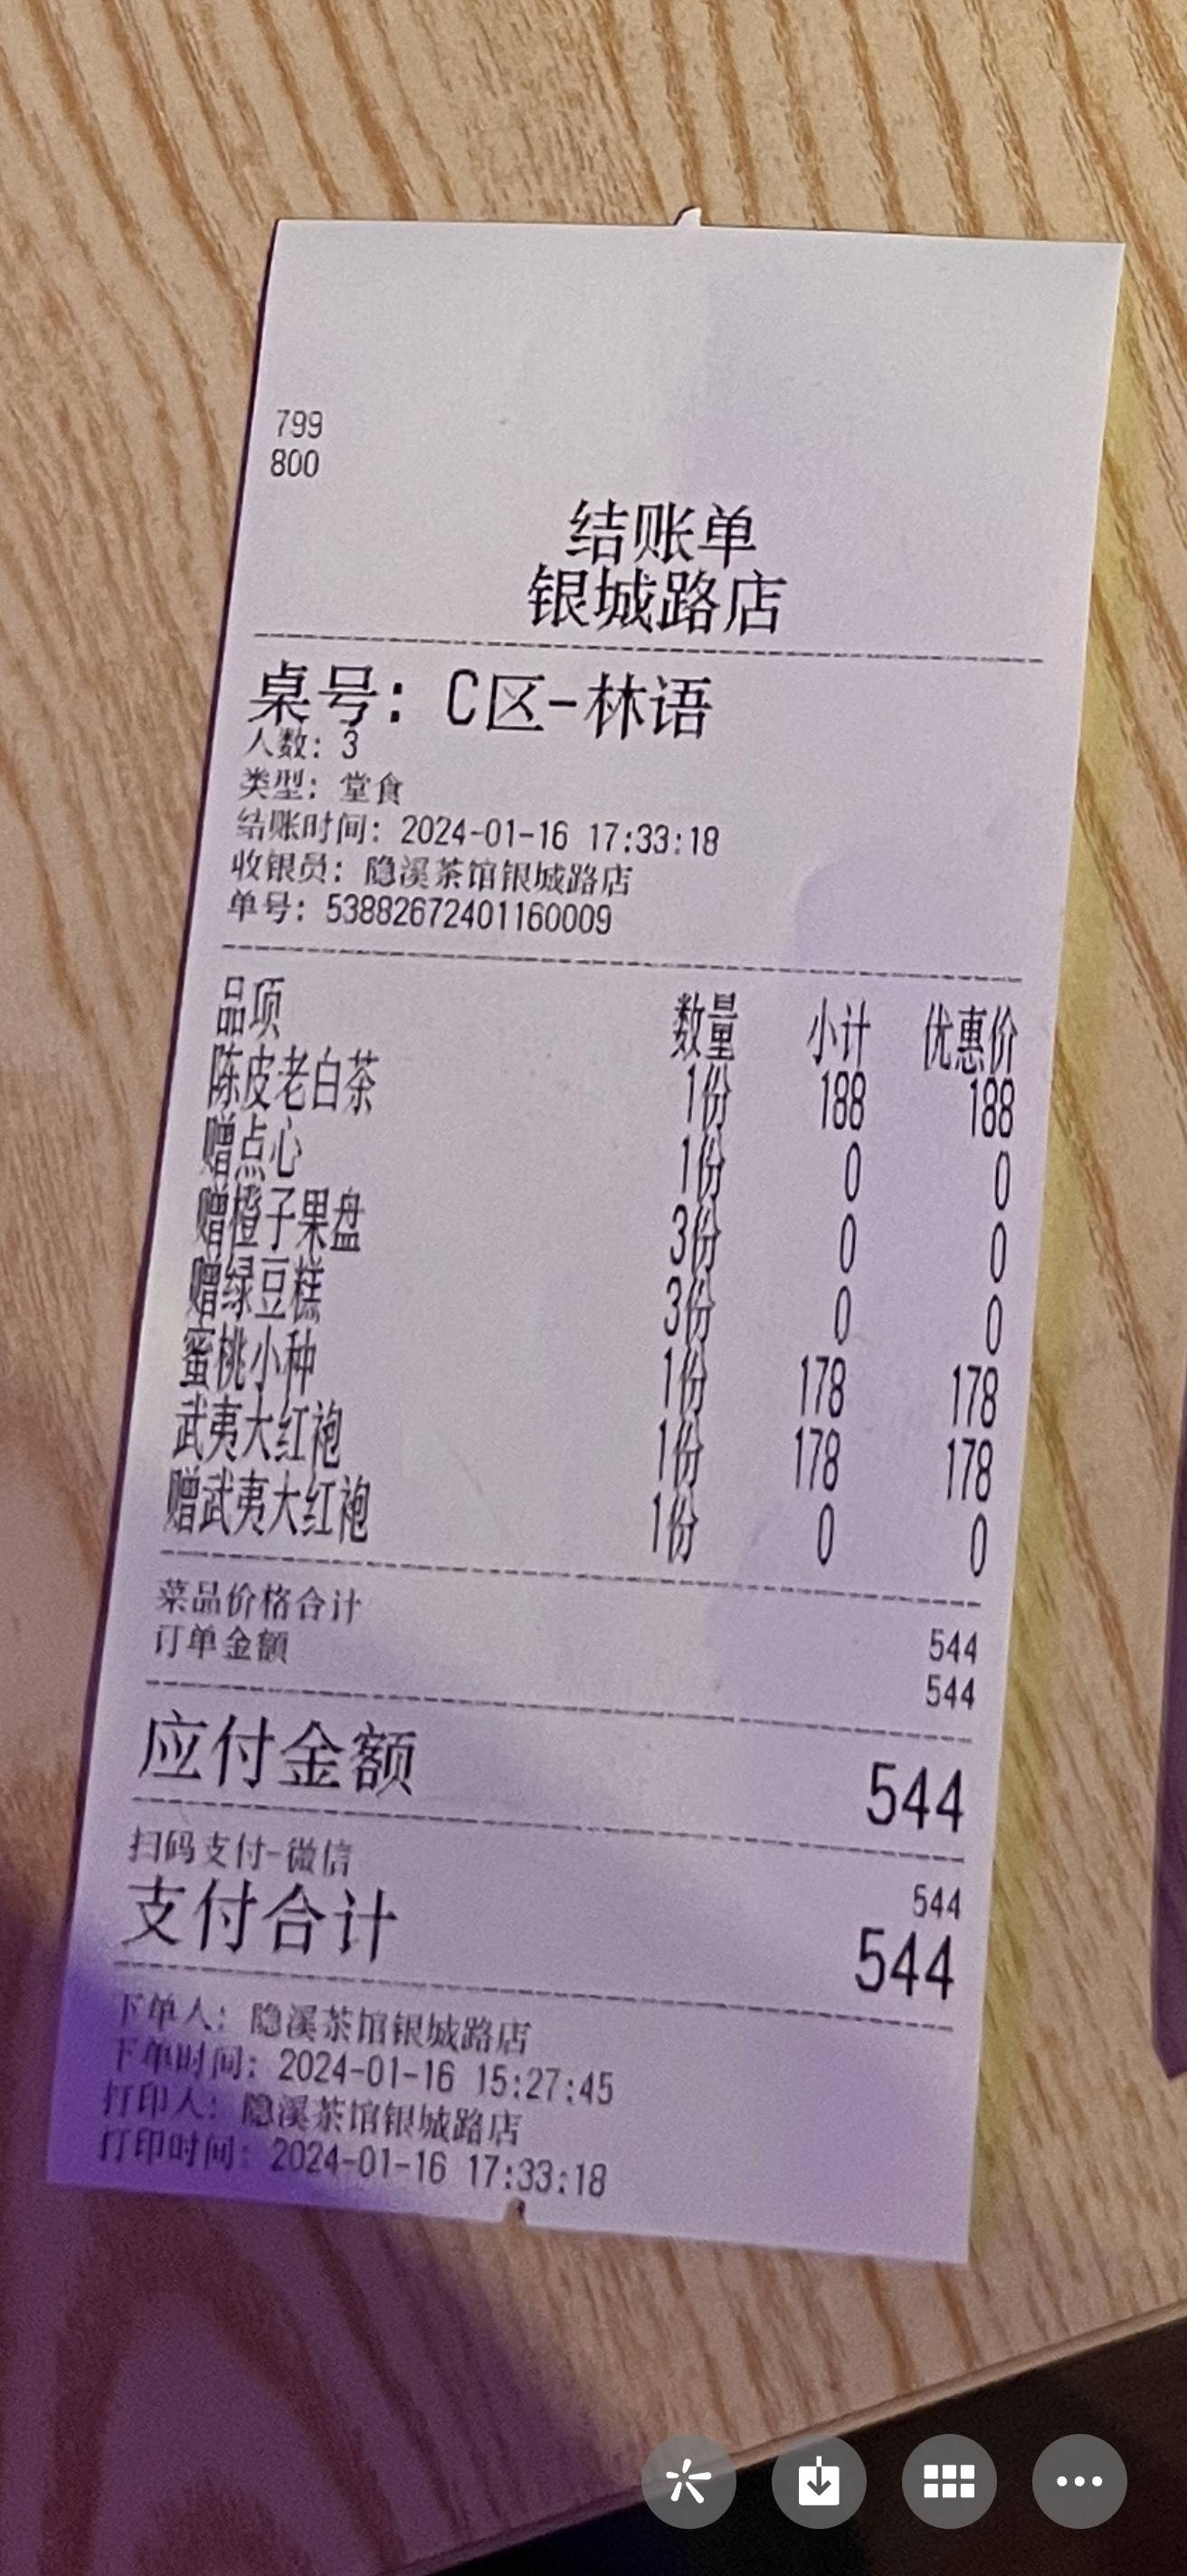 799
800
结账单
银城路店
桌号：C区-林语
人数：3
类型：堂食
结账时间：2024-01-16 17:33:18
收银员：隐溪茶馆银城路店
单号：53882672401160009
品项 数量 小计 优惠价
陈皮老白茶 1份 188 188
赠点心 1份 0 0
赠橙子果盘 3份 0 0
赠绿豆糕 3份 0 0
蜜桃小种 1份 178 178
武夷大红袍 1份 178 178
赠武夷大红袍 1份 0 0
菜品价格合计 544
订单金额 544
应付金额 544
扫码支付-微信 544
支付合计 544
下单人：隐溪茶馆银城路店
下单时间：2024-01-16 15:27:45
打印人：隐溪茶馆银城路店
打印时间：2024-01-16 17:33:18